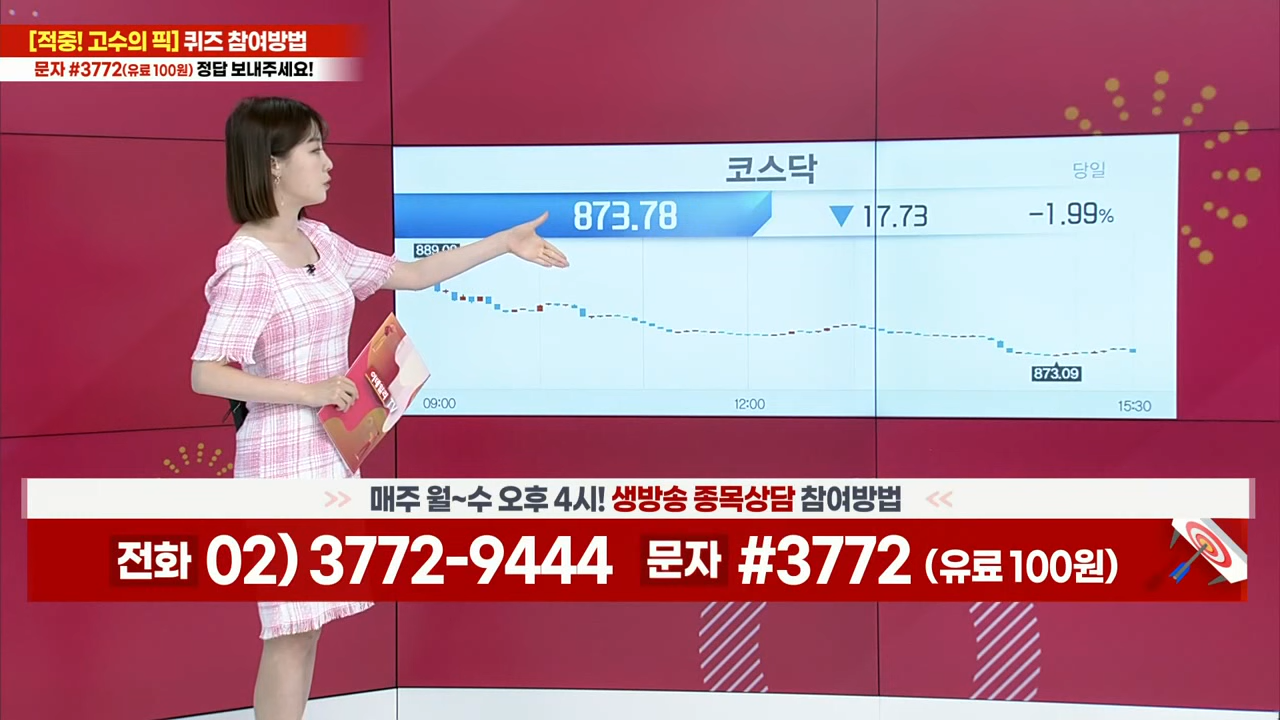 [적중! 고수의 픽] 퀴즈 참여방법
문자 #3772(유료 100원) 정답 보내주세요!
코스닥
당일
873.78 ▼ 17.73 -1.99%
889.09
873.09
09:00 12:00 15:30
매주 월~수 오후 4시! 생방송 종목상담 참여방법
전화 02) 3772-9444 문자 #3772 (유료 100원)